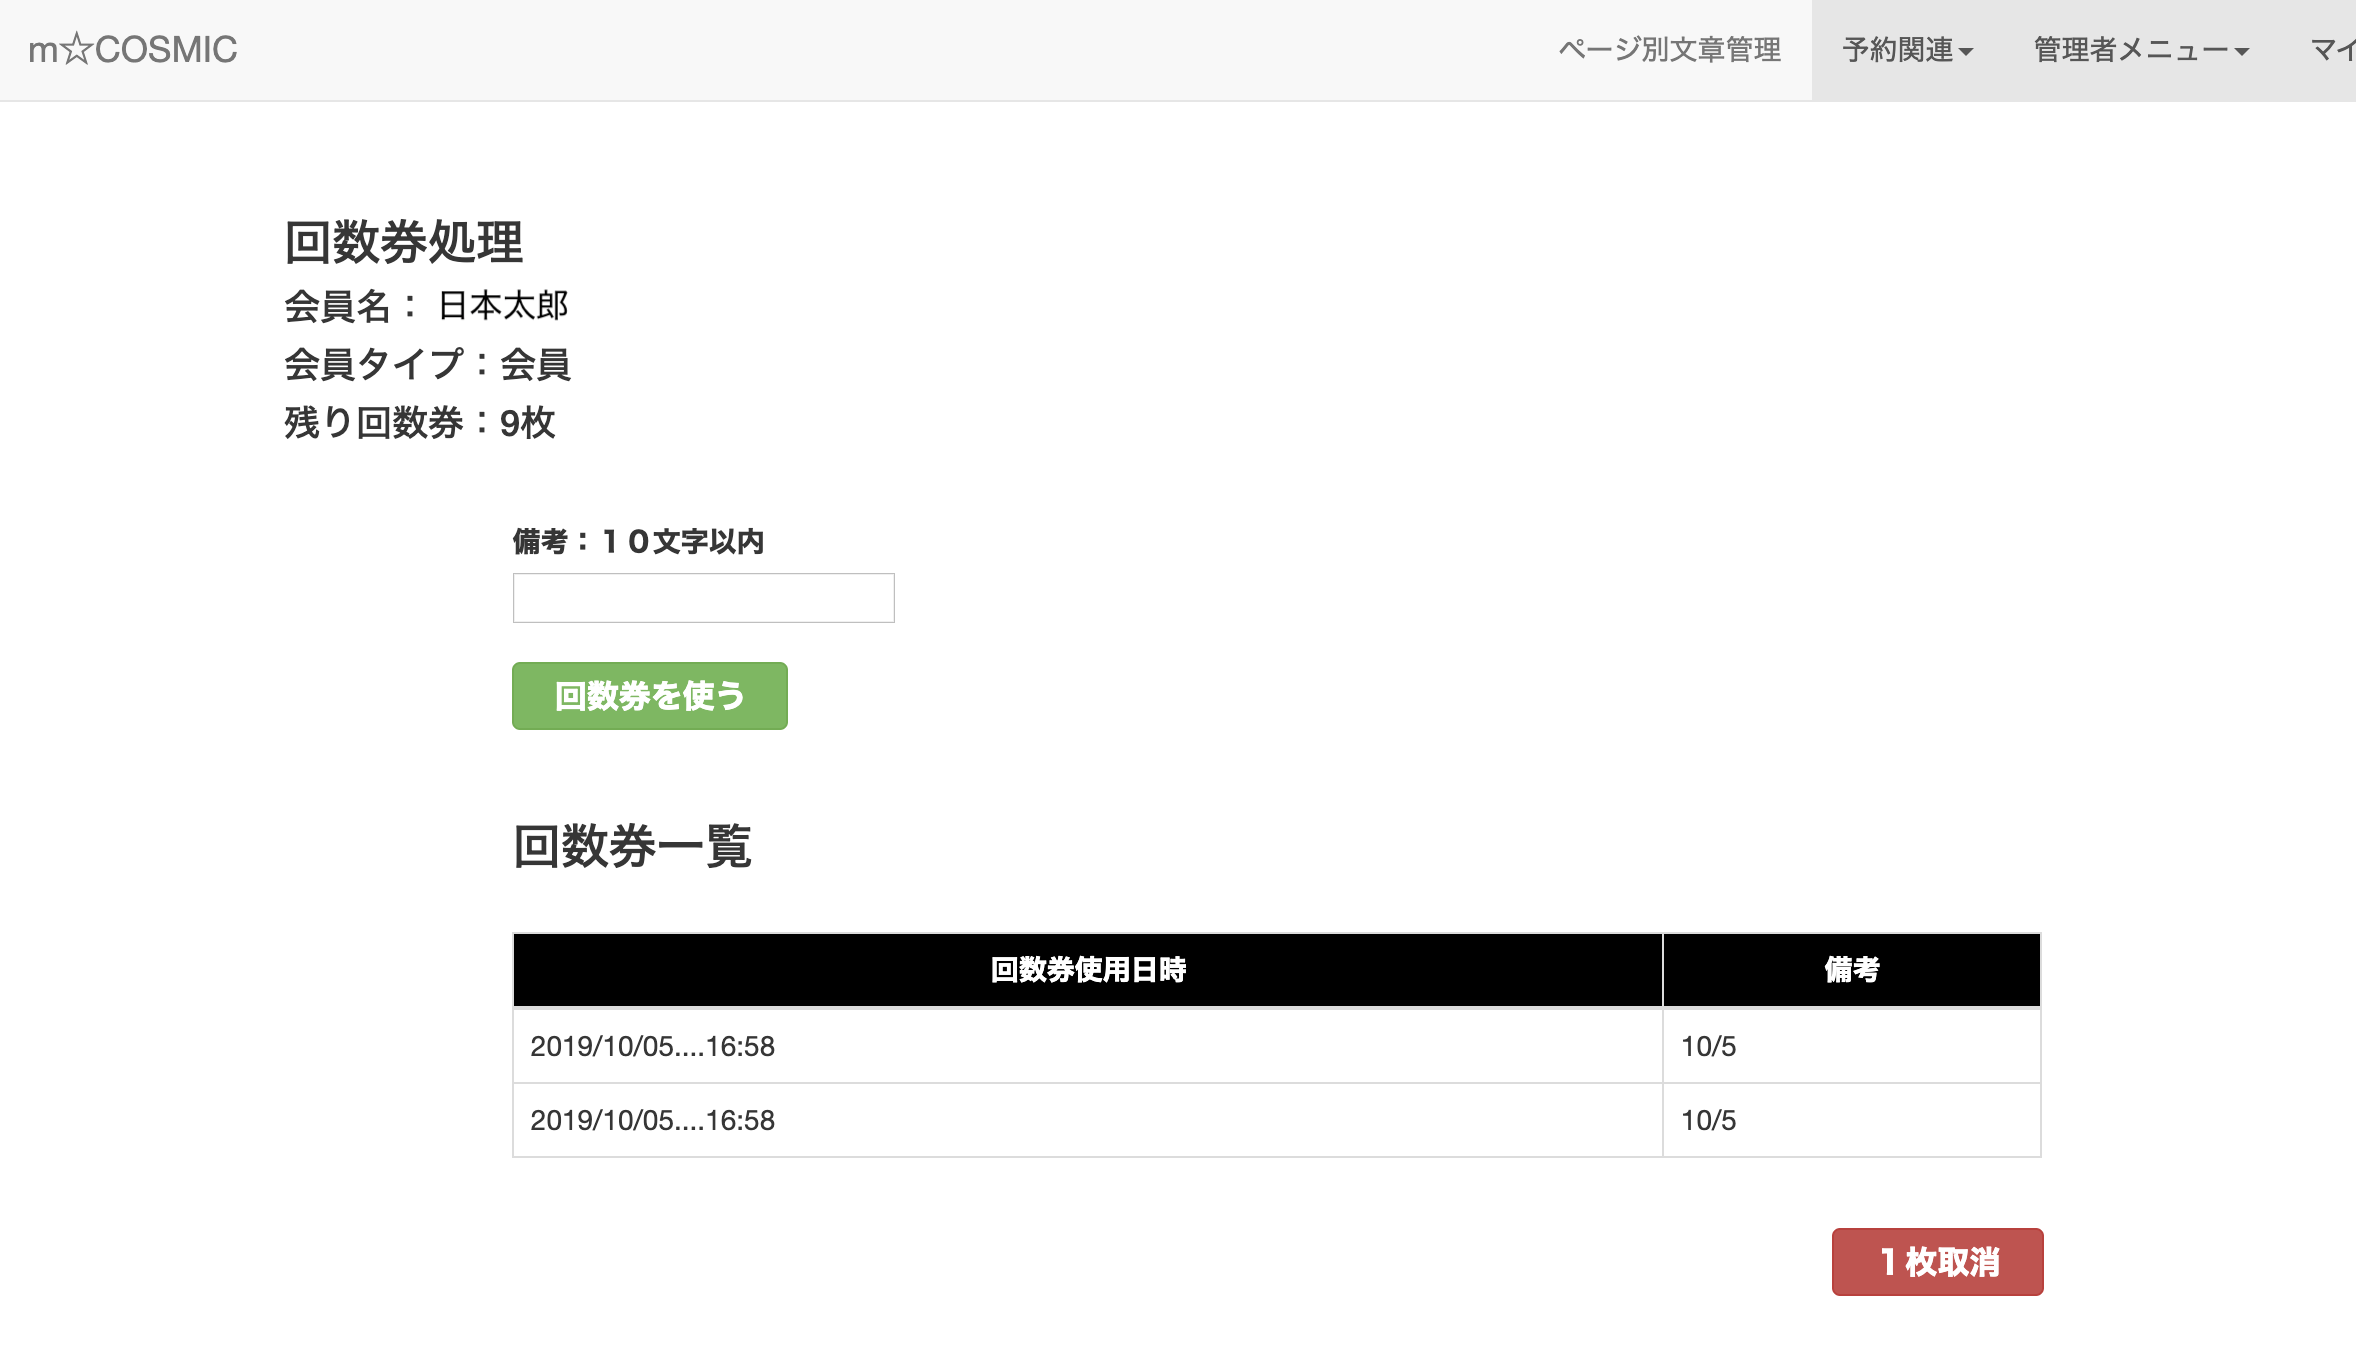 m☆COSMIC ページ別文章管理 予約関連 管理者メニュー マイ
回数券処理
会員名： 日本太郎
会員タイプ：会員
残り回数券：9枚
備考：１０文字以内
回数券を使う
回数券一覧
回数券使用日時 備考
2019/10/05....16:58 10/5
2019/10/05....16:58 10/5
１枚取消